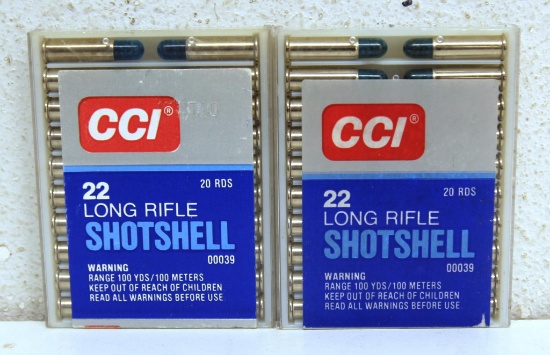 CCI®
22
20 RDS
LONG RIFLE
SHOTSHELL
00039
WARNING
RANGE 100 YDS/100 METERS
KEEP OUT OF REACH OF CHILDREN
READ ALL WARNINGS BEFORE USE
CCI®
22
20 RDS
LONG RIFLE
SHOTSHELL
00039
WARNING
RANGE 100 YDS/100 METERS
KEEP OUT OF REACH OF CHILDREN
READ ALL WARNINGS BEFORE USE